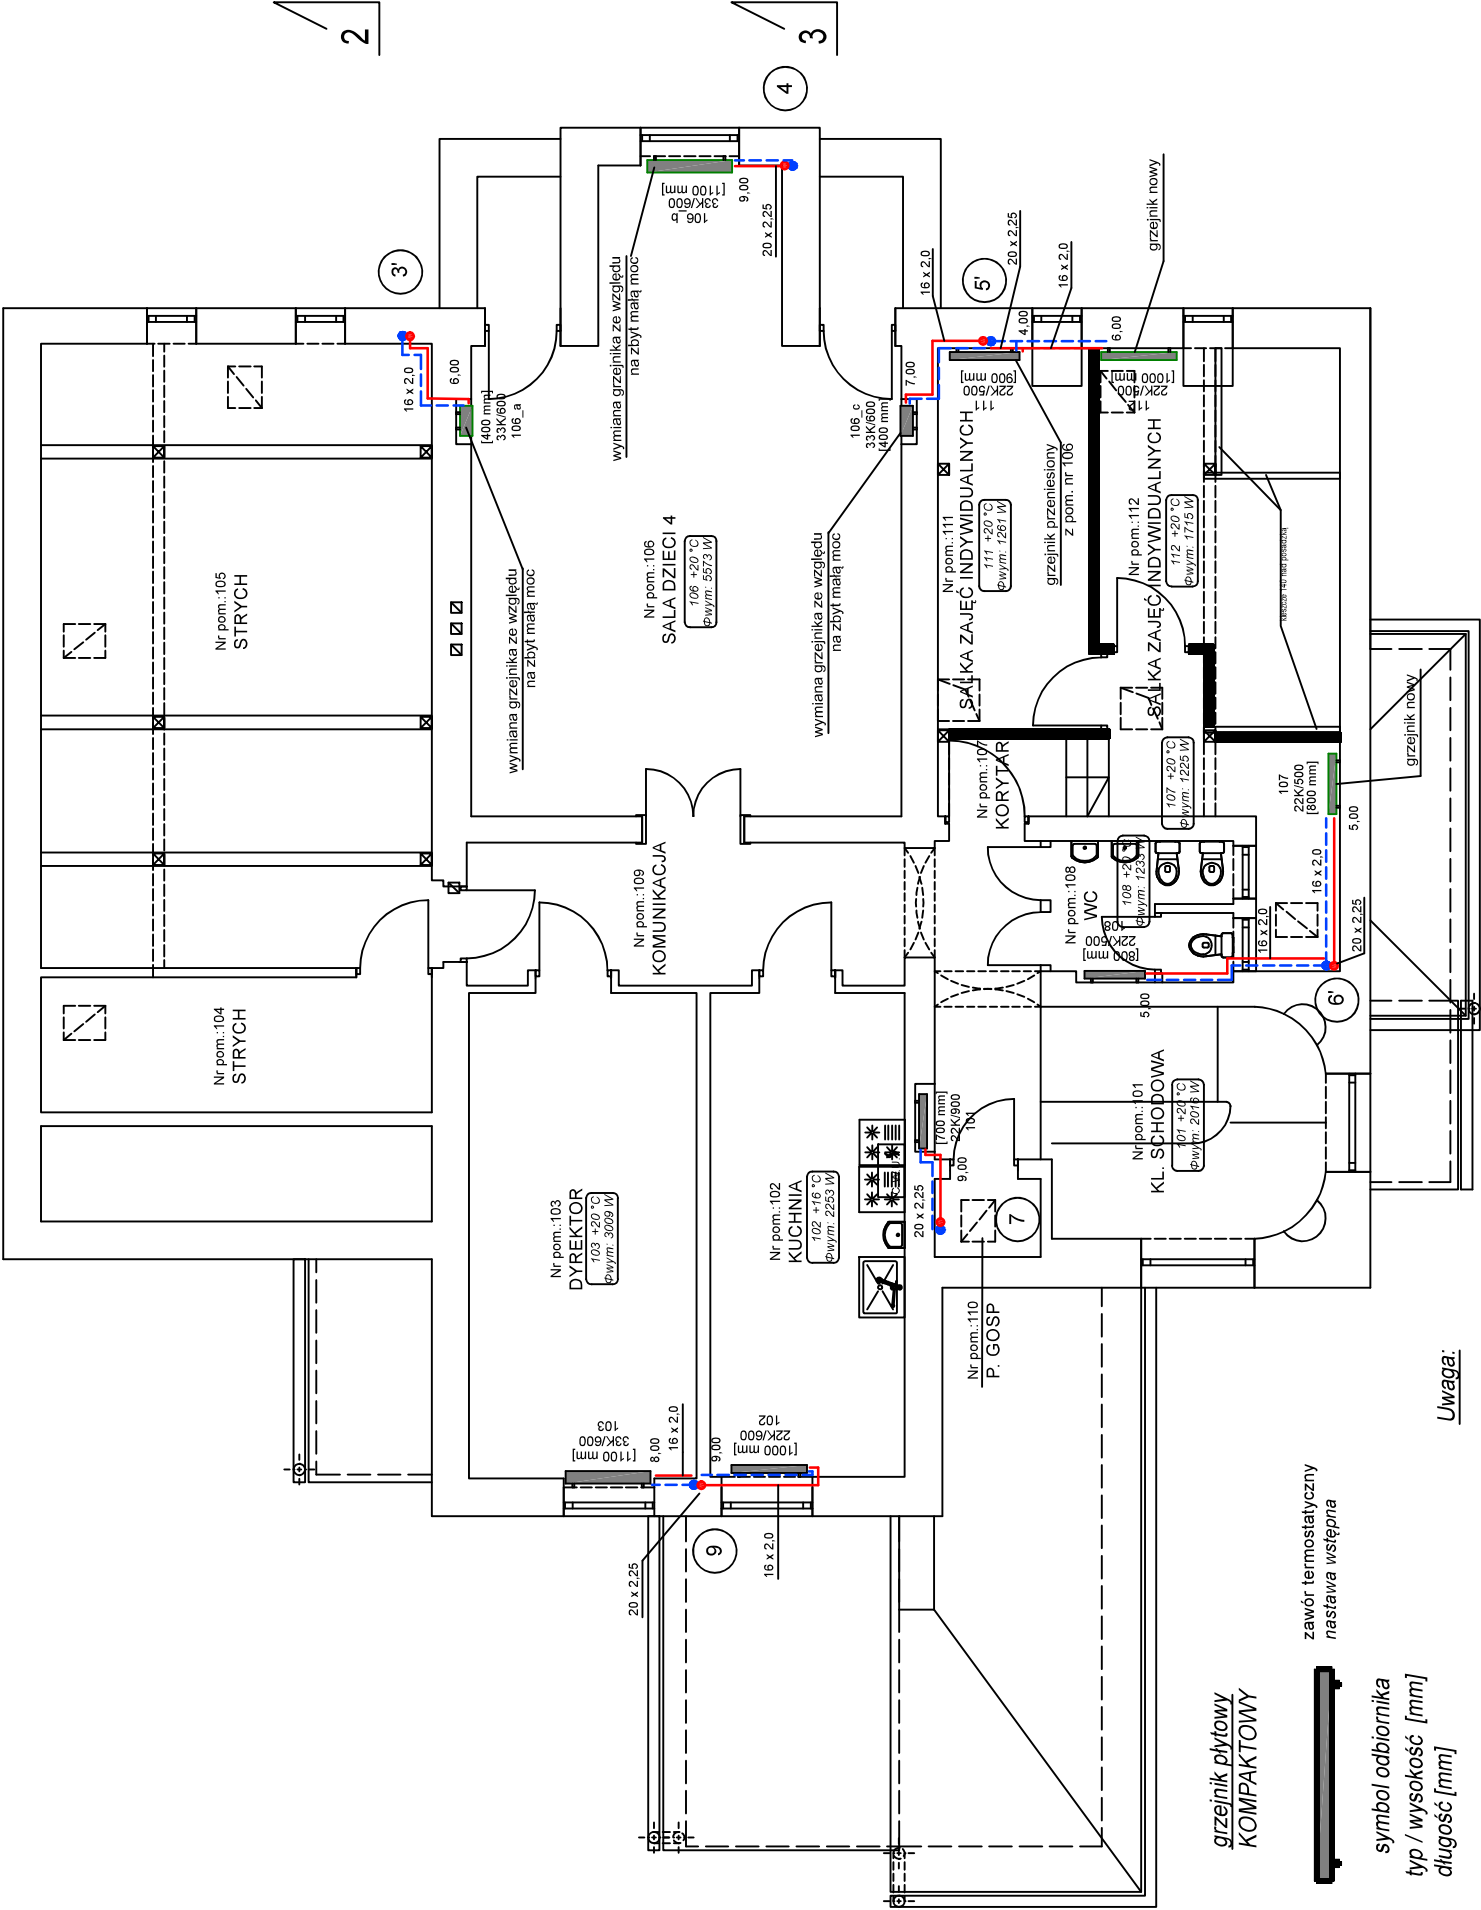 2
3
3'
4
5'
6'
7
9
Nr pom.:105
STRYCH
Nr pom.:104
STRYCH
16 x 2,0
6,00
[400 mm]
33K/600
106_a
wymiana grzejnika ze względu
na zbyt małą moc
106_b
33K/600
[1100 mm]
9,00
20 x 2,25
wymiana grzejnika ze względu
na zbyt małą moc
Nr pom.:106
SALA DZIECI 4
106 +20 °C
Φwym: 5573 W
wymiana grzejnika ze względu
na zbyt małą moc
106_c
33K/600
[400 mm]
7,00
16 x 2,0
20 x 2,25
16 x 2,0
4,00
6,00
grzejnik nowy
111
22K/500
[900 mm]
112
22K/500
[1000 mm]
Nr pom.:111
SALKA ZAJĘĆ INDYWIDUALNYCH
111 +20 °C
Φwym: 1261 W
grzejnik przeniesiony
z pom. nr 106
Nr pom.:112
SALKA ZAJĘĆ INDYWIDUALNYCH
112 +20 °C
Φwym: 1715 W
Nr pom.:107
KORYTAR
107 +20 °C
Φwym: 1225 W
107
22K/500
[800 mm]
5,00
grzejnik nowy
16 x 2,0
20 x 2,25
16 x 2,0
Nr pom.:108
WC
108 +20 °C
Φwym: 1233 W
108
22K/500
[800 mm]
5,00
Nr pom.:109
KOMUNIKACJA
Nr pom.:101
KL. SCHODOWA
101 +20 °C
Φwym: 2016 W
[700 mm]
22K/900
101
9,00
20 x 2,25
Nr pom.:110
P. GOSP
Nr pom.:102
KUCHNIA
102 +16 °C
Φwym: 2253 W
Nr pom.:103
DYREKTOR
103 +20 °C
Φwym: 3009 W
103
33K/600
[1100 mm]
8,00
16 x 2,0
9,00
102
22K/600
[1000 mm]
20 x 2,25
16 x 2,0
Uwaga:
grzejnik płytowy
KOMPAKTOWY
zawór termostatyczny
nastawa wstępna
symbol odbiornika
typ / wysokość [mm]
długość [mm]